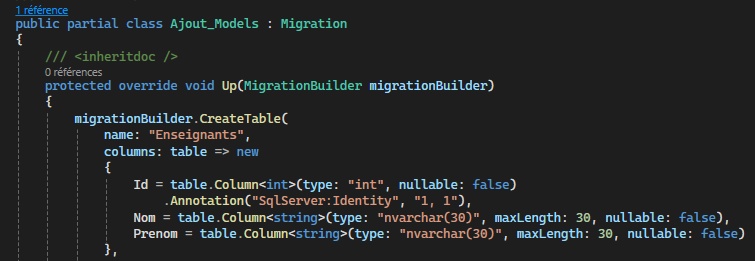 1 référence
public partial class Ajout_Models : Migration
{
/// <inheritdoc />
0 références
protected override void Up(MigrationBuilder migrationBuilder)
{
migrationBuilder.CreateTable(
name: "Enseignants",
columns: table => new
{
Id = table.Column<int>(type: "int", nullable: false)
.Annotation("SqlServer:Identity", "1, 1"),
Nom = table.Column<string>(type: "nvarchar(30)", maxLength: 30, nullable: false),
Prenom = table.Column<string>(type: "nvarchar(30)", maxLength: 30, nullable: false)
},